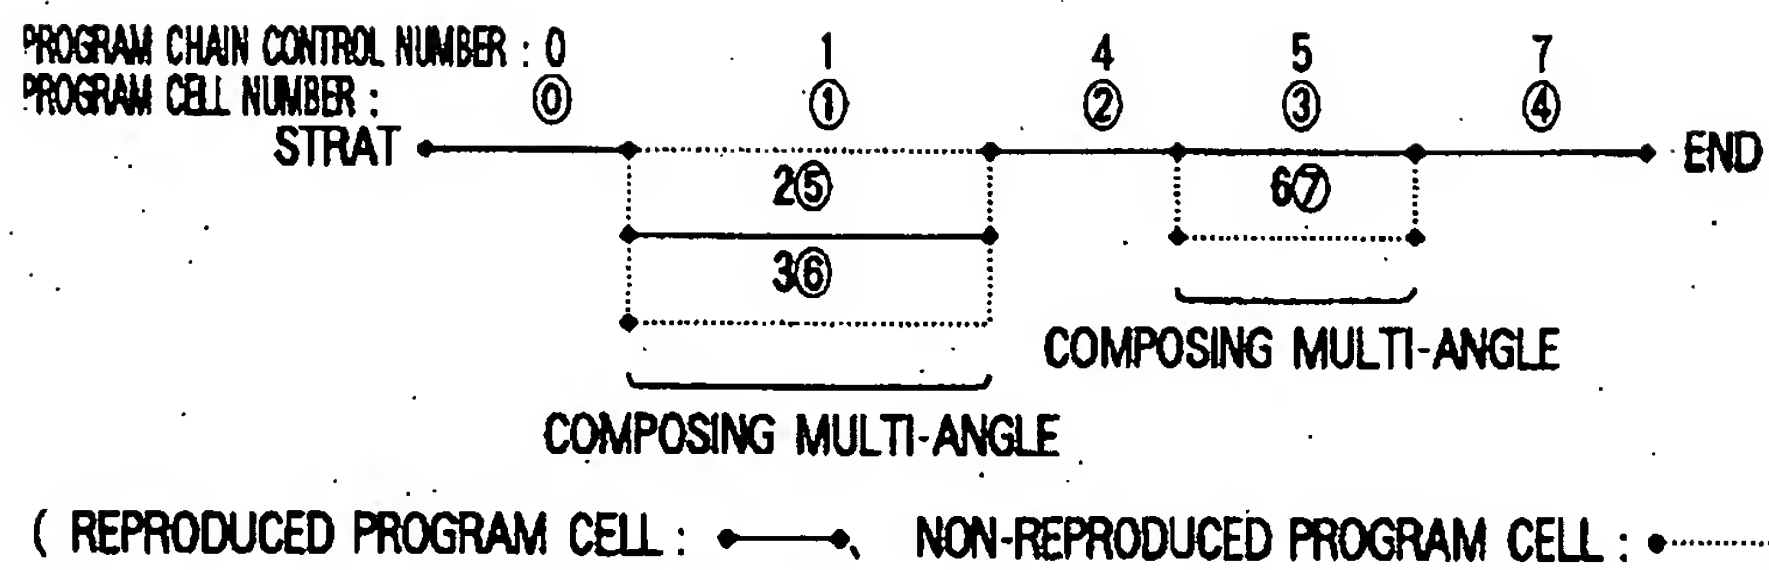 PROGRAM CHAIN CONTROL NUMBER : 0 1 4 5 7
PROGRAM CELL NUMBER : ⓪ ① ② ③ ④
STRAT END
2⑤ 6⑦
3⑥
COMPOSING MULTI-ANGLE
COMPOSING MULTI-ANGLE
( REPRODUCED PROGRAM CELL : , NON-REPRODUCED PROGRAM CELL :